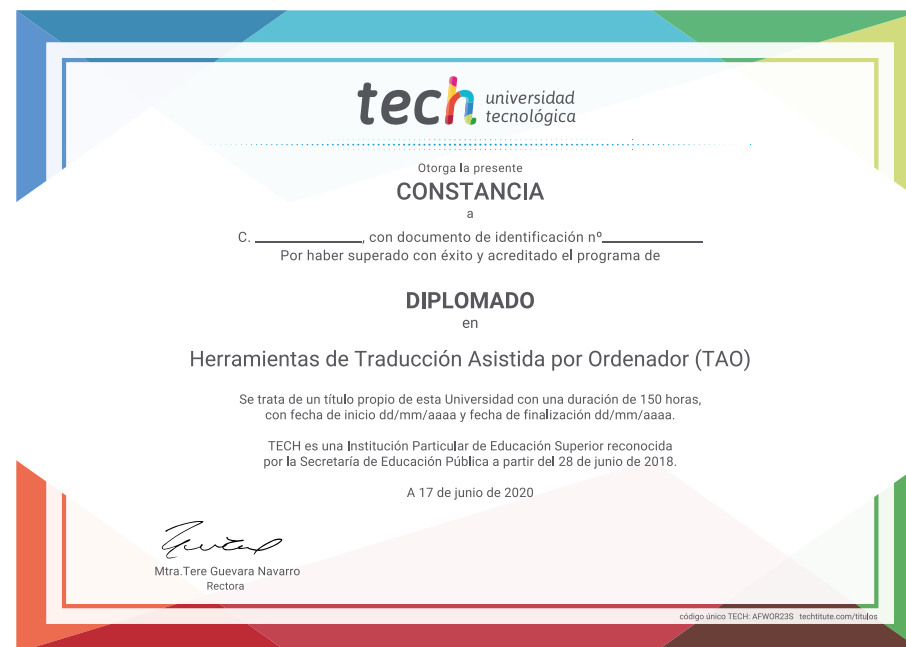 tech universidad
tecnológica
Otorga la presente
CONSTANCIA
a
C. ____________, con documento de identificación nº____________
Por haber superado con éxito y acreditado el programa de
DIPLOMADO
en
Herramientas de Traducción Asistida por Ordenador (TAO)
Se trata de un título propio de esta Universidad con una duración de 150 horas,
con fecha de inicio dd/mm/aaaa y fecha de finalización dd/mm/aaaa.
TECH es una Institución Particular de Educación Superior reconocida
por la Secretaría de Educación Pública a partir del 28 de junio de 2018.
A 17 de junio de 2020
Mtra.Tere Guevara Navarro
Rectora
código único TECH: AFWOR23S techtitute.com/titulos